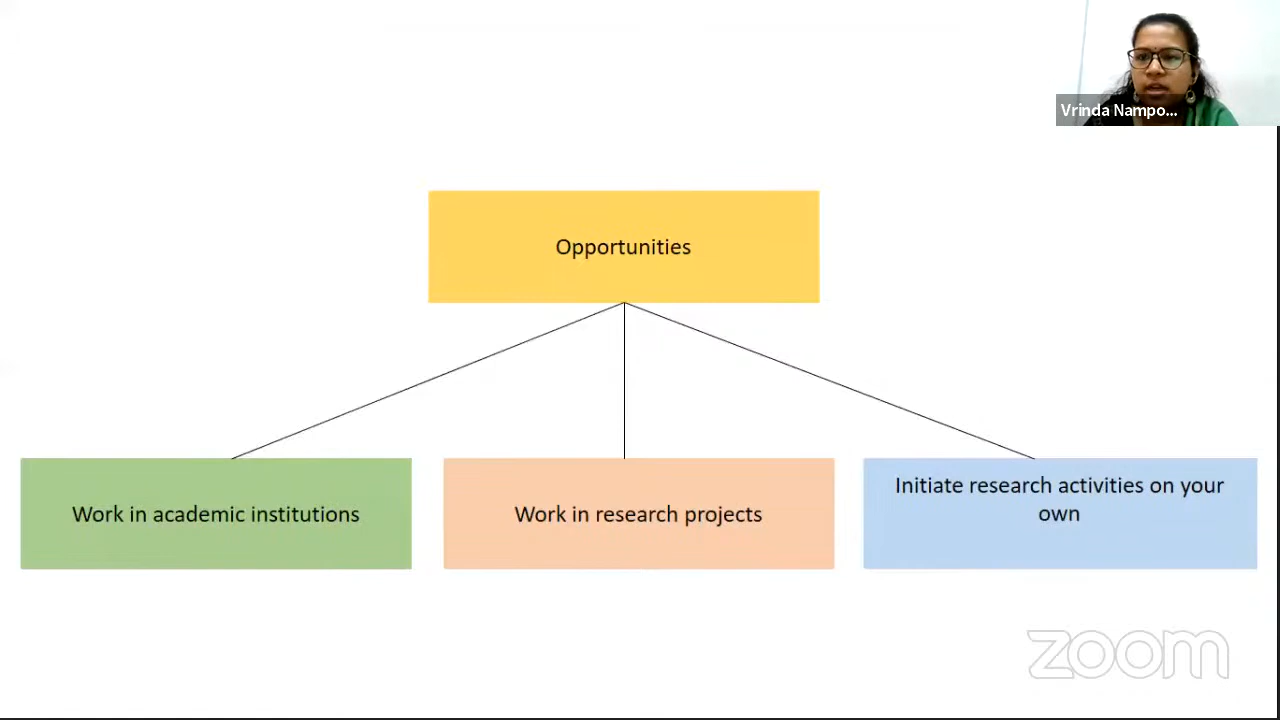 Vrinda Nampo...
Opportunities
Work in academic institutions
Work in research projects
Initiate research activities on your
own
zoom